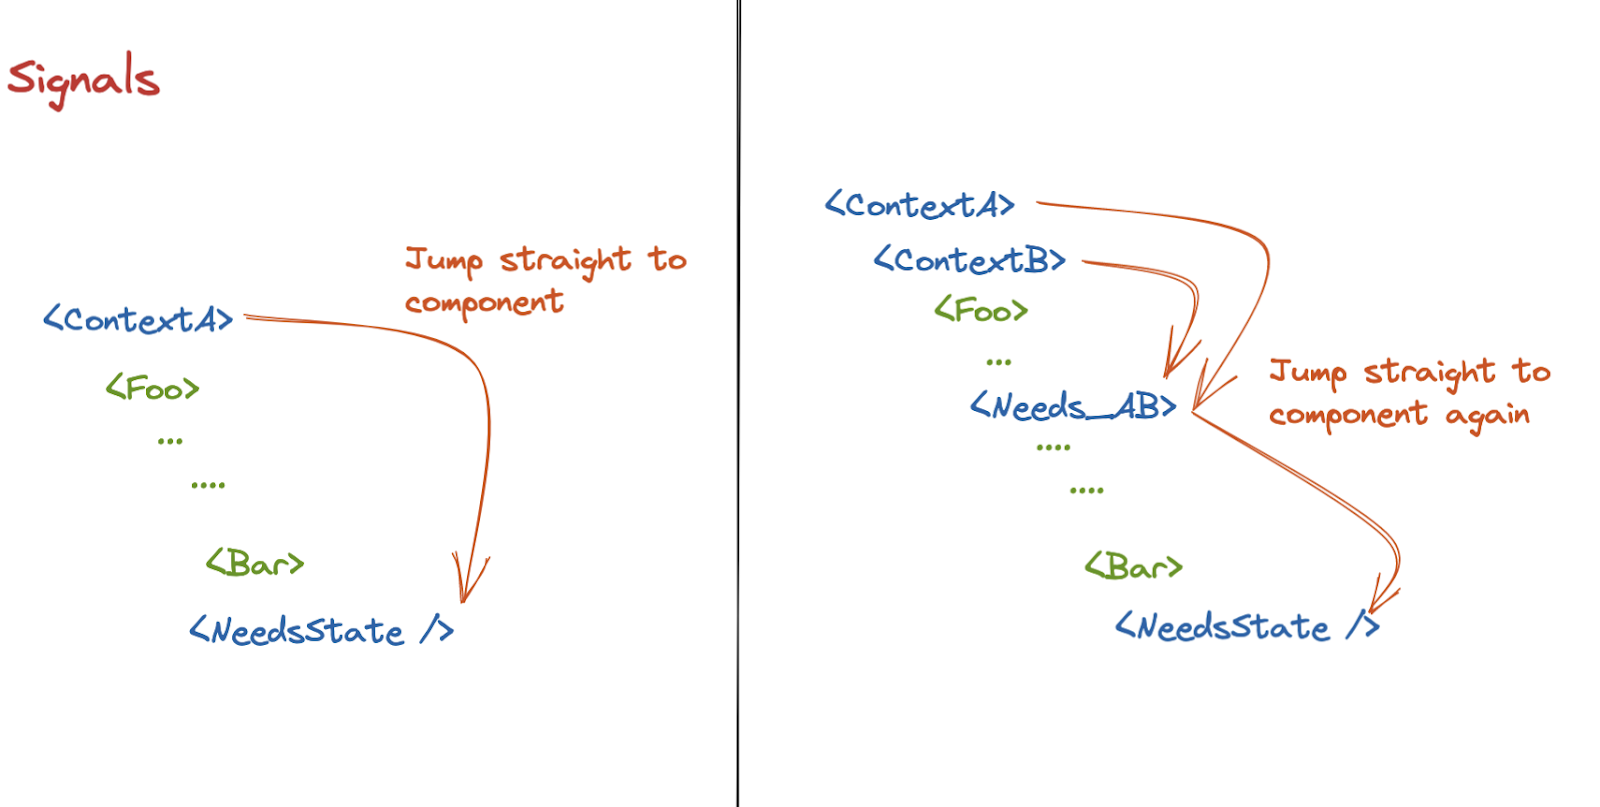 Signals
Jump straight to
component
<ContextA>
<Foo>
...
....
<Bar>
<NeedsState />
<ContextA>
<ContextB>
<Foo>
...
<Needs_AB>
Jump straight to
component again
....
....
<Bar>
<NeedsState />